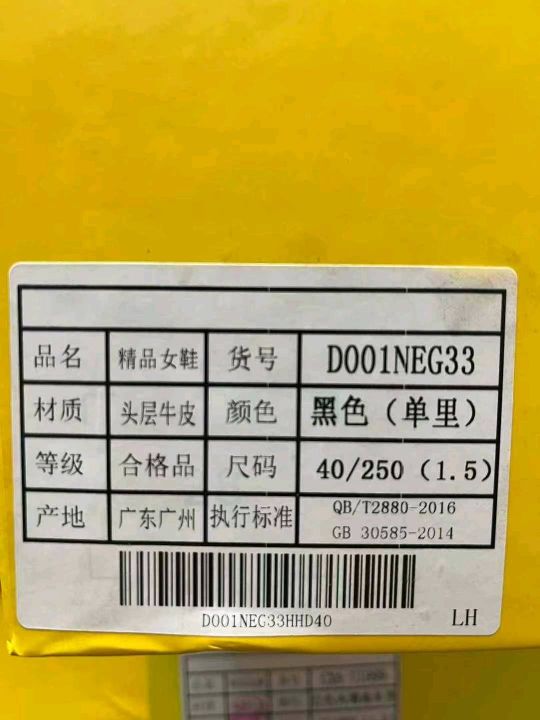 品名 精品女鞋 货号 D001NEG33
材质 头层牛皮 颜色 黑色（单里）
等级 合格品 尺码 40/250（1.5）
产地 广东广州 执行标准 QB/T2880-2016
GB 30585-2014
D001NEG33HHD40
LH